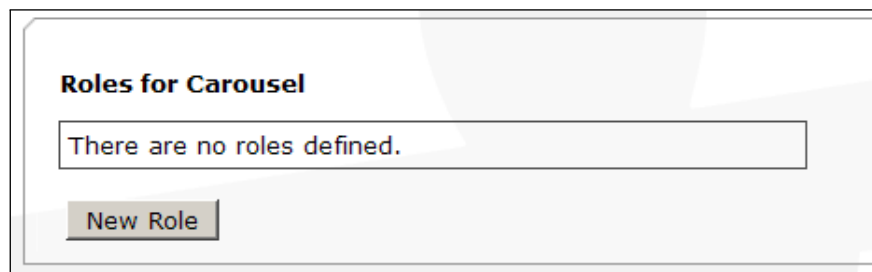 Roles for Carousel
There are no roles defined.
New Role